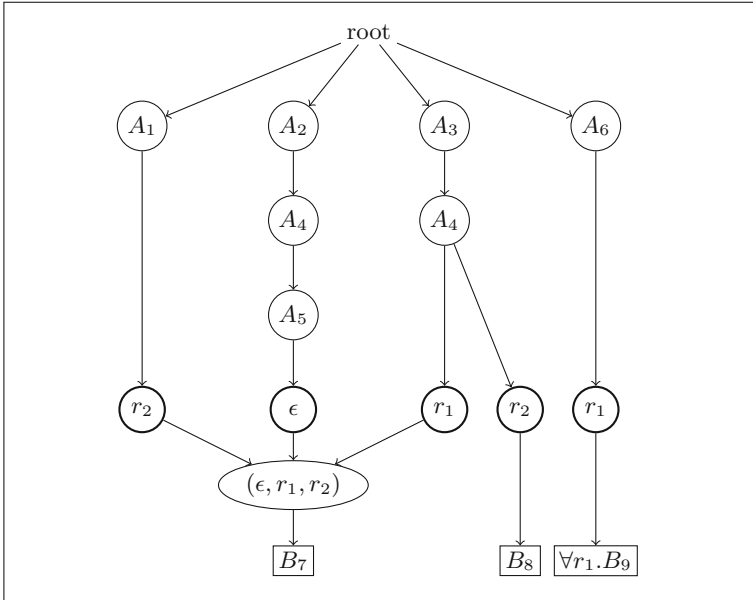 root
A₁ A₂ A₃ A₆
A₄ A₄
A₅
r₂ ϵ r₁ r₂ r₁
(ϵ, r₁, r₂)
B₇ B₈ ∀r₁.B₉